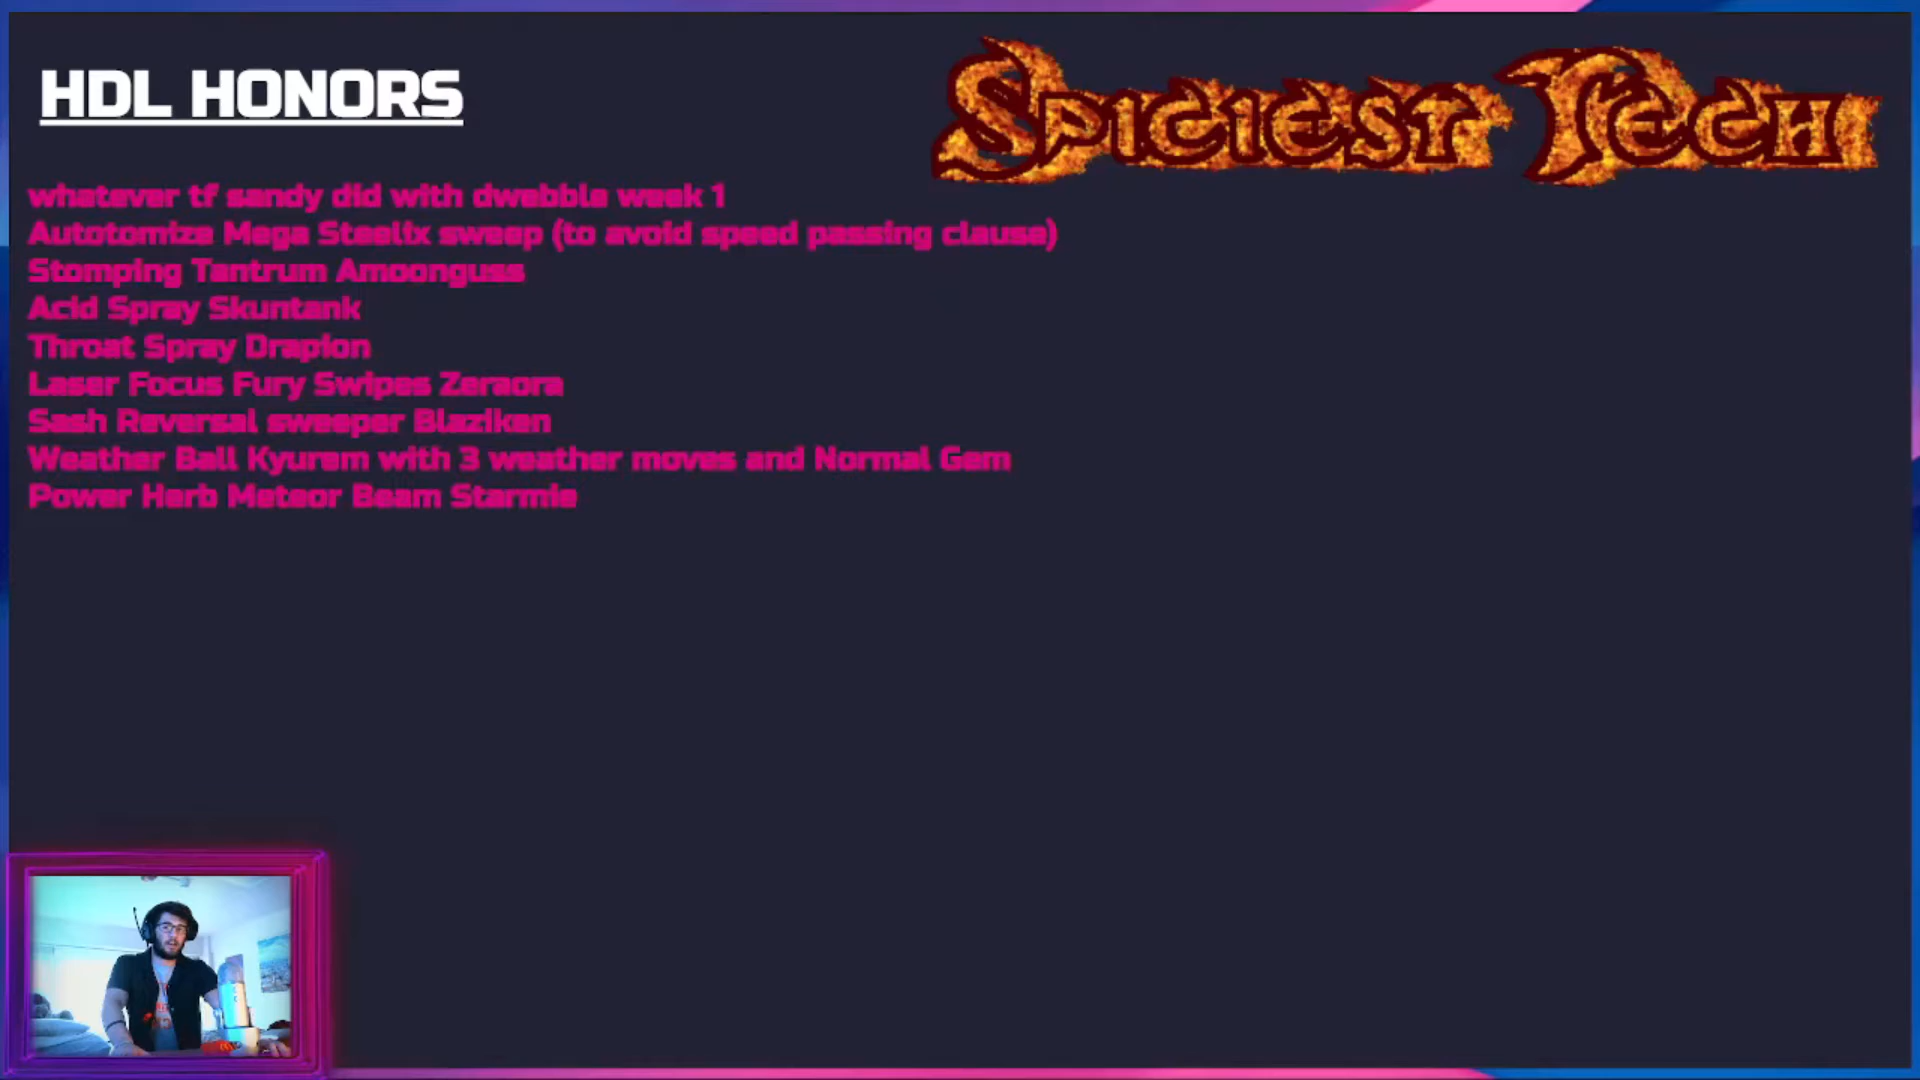 HDL HONORS
Spiciest Tech
whatever tf sandy did with dwebble week 1
Autotomize Mega Steelix sweep (to avoid speed passing clause)
Stomping Tantrum Amoonguss
Acid Spray Skuntank
Throat Spray Drapion
Laser Focus Fury Swipes Zeraora
Sash Reversal sweeper Blaziken
Weather Ball Kyurem with 3 weather moves and Normal Gem
Power Herb Meteor Beam Starmie